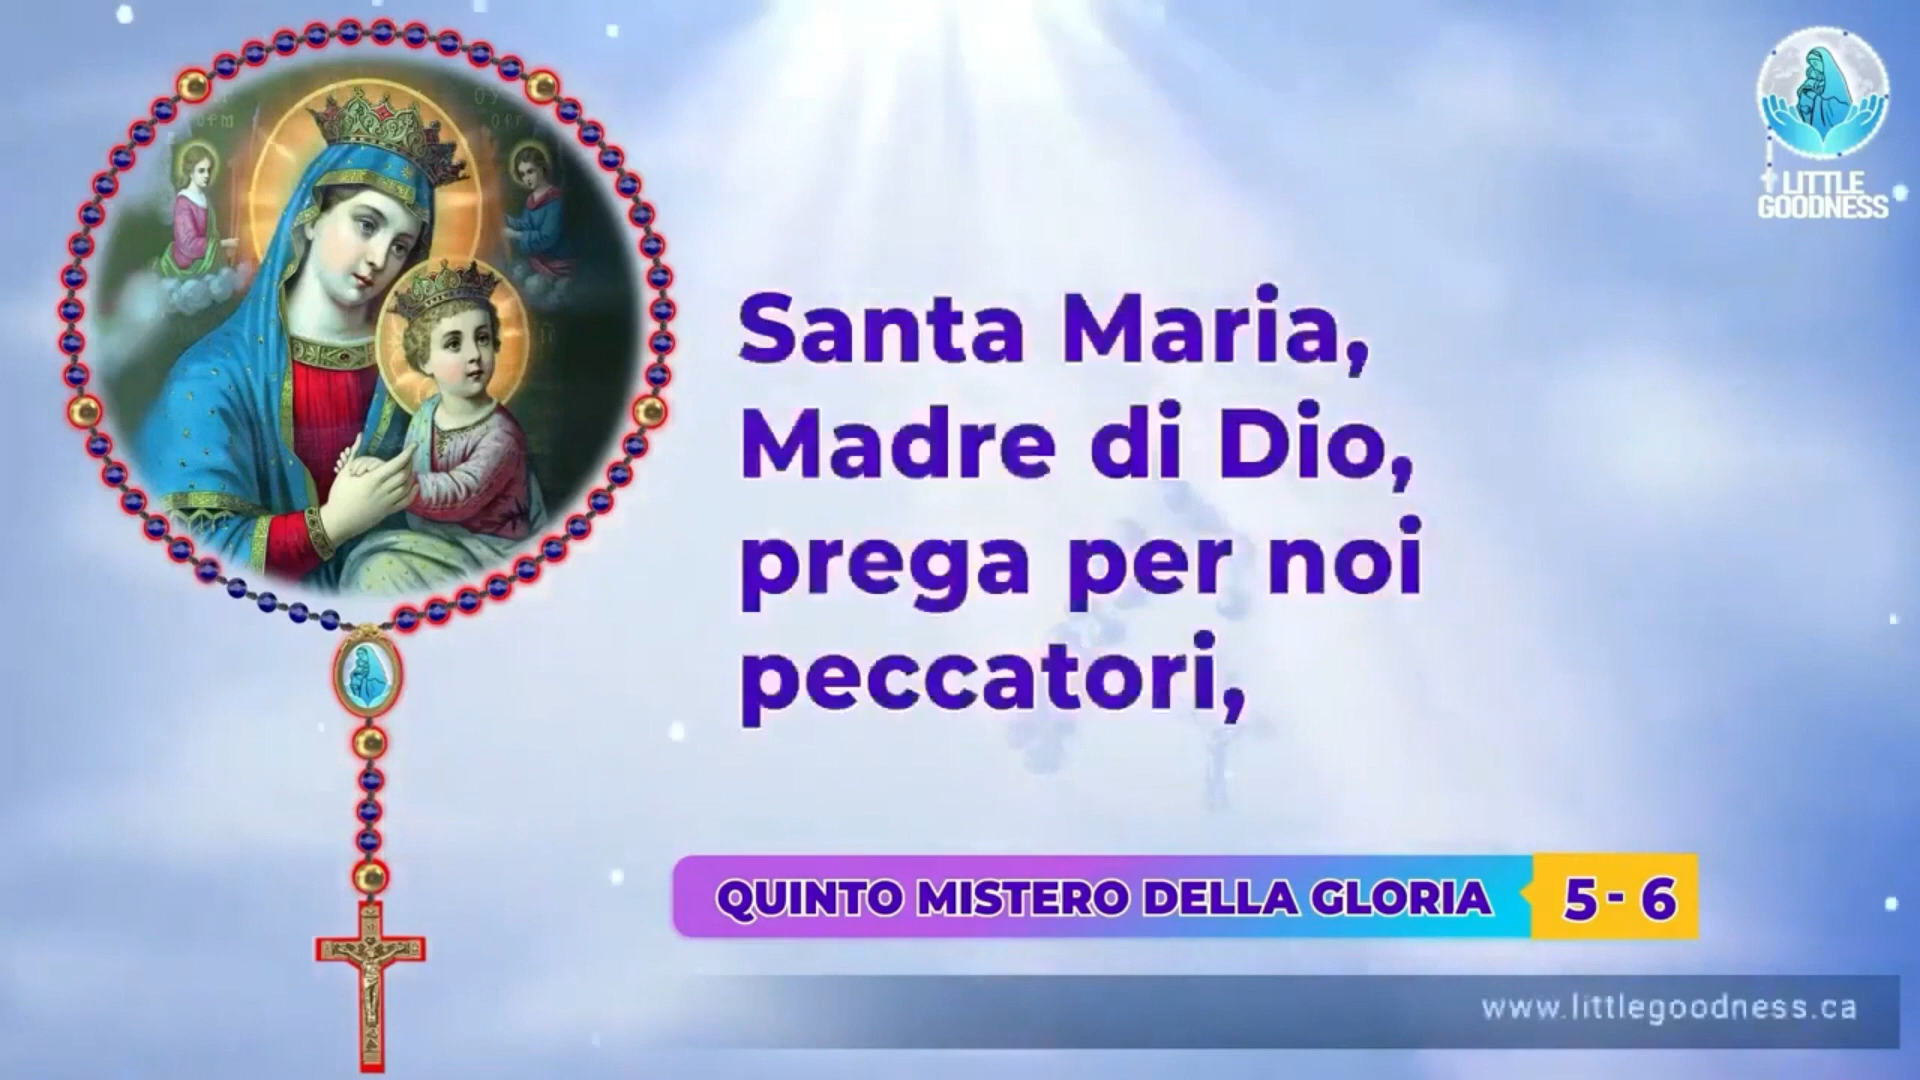 LITTLE
GOODNESS
Santa Maria,
Madre di Dio,
prega per noi
peccatori,
QUINTO MISTERO DELLA GLORIA 5 - 6
www.littlegoodness.ca